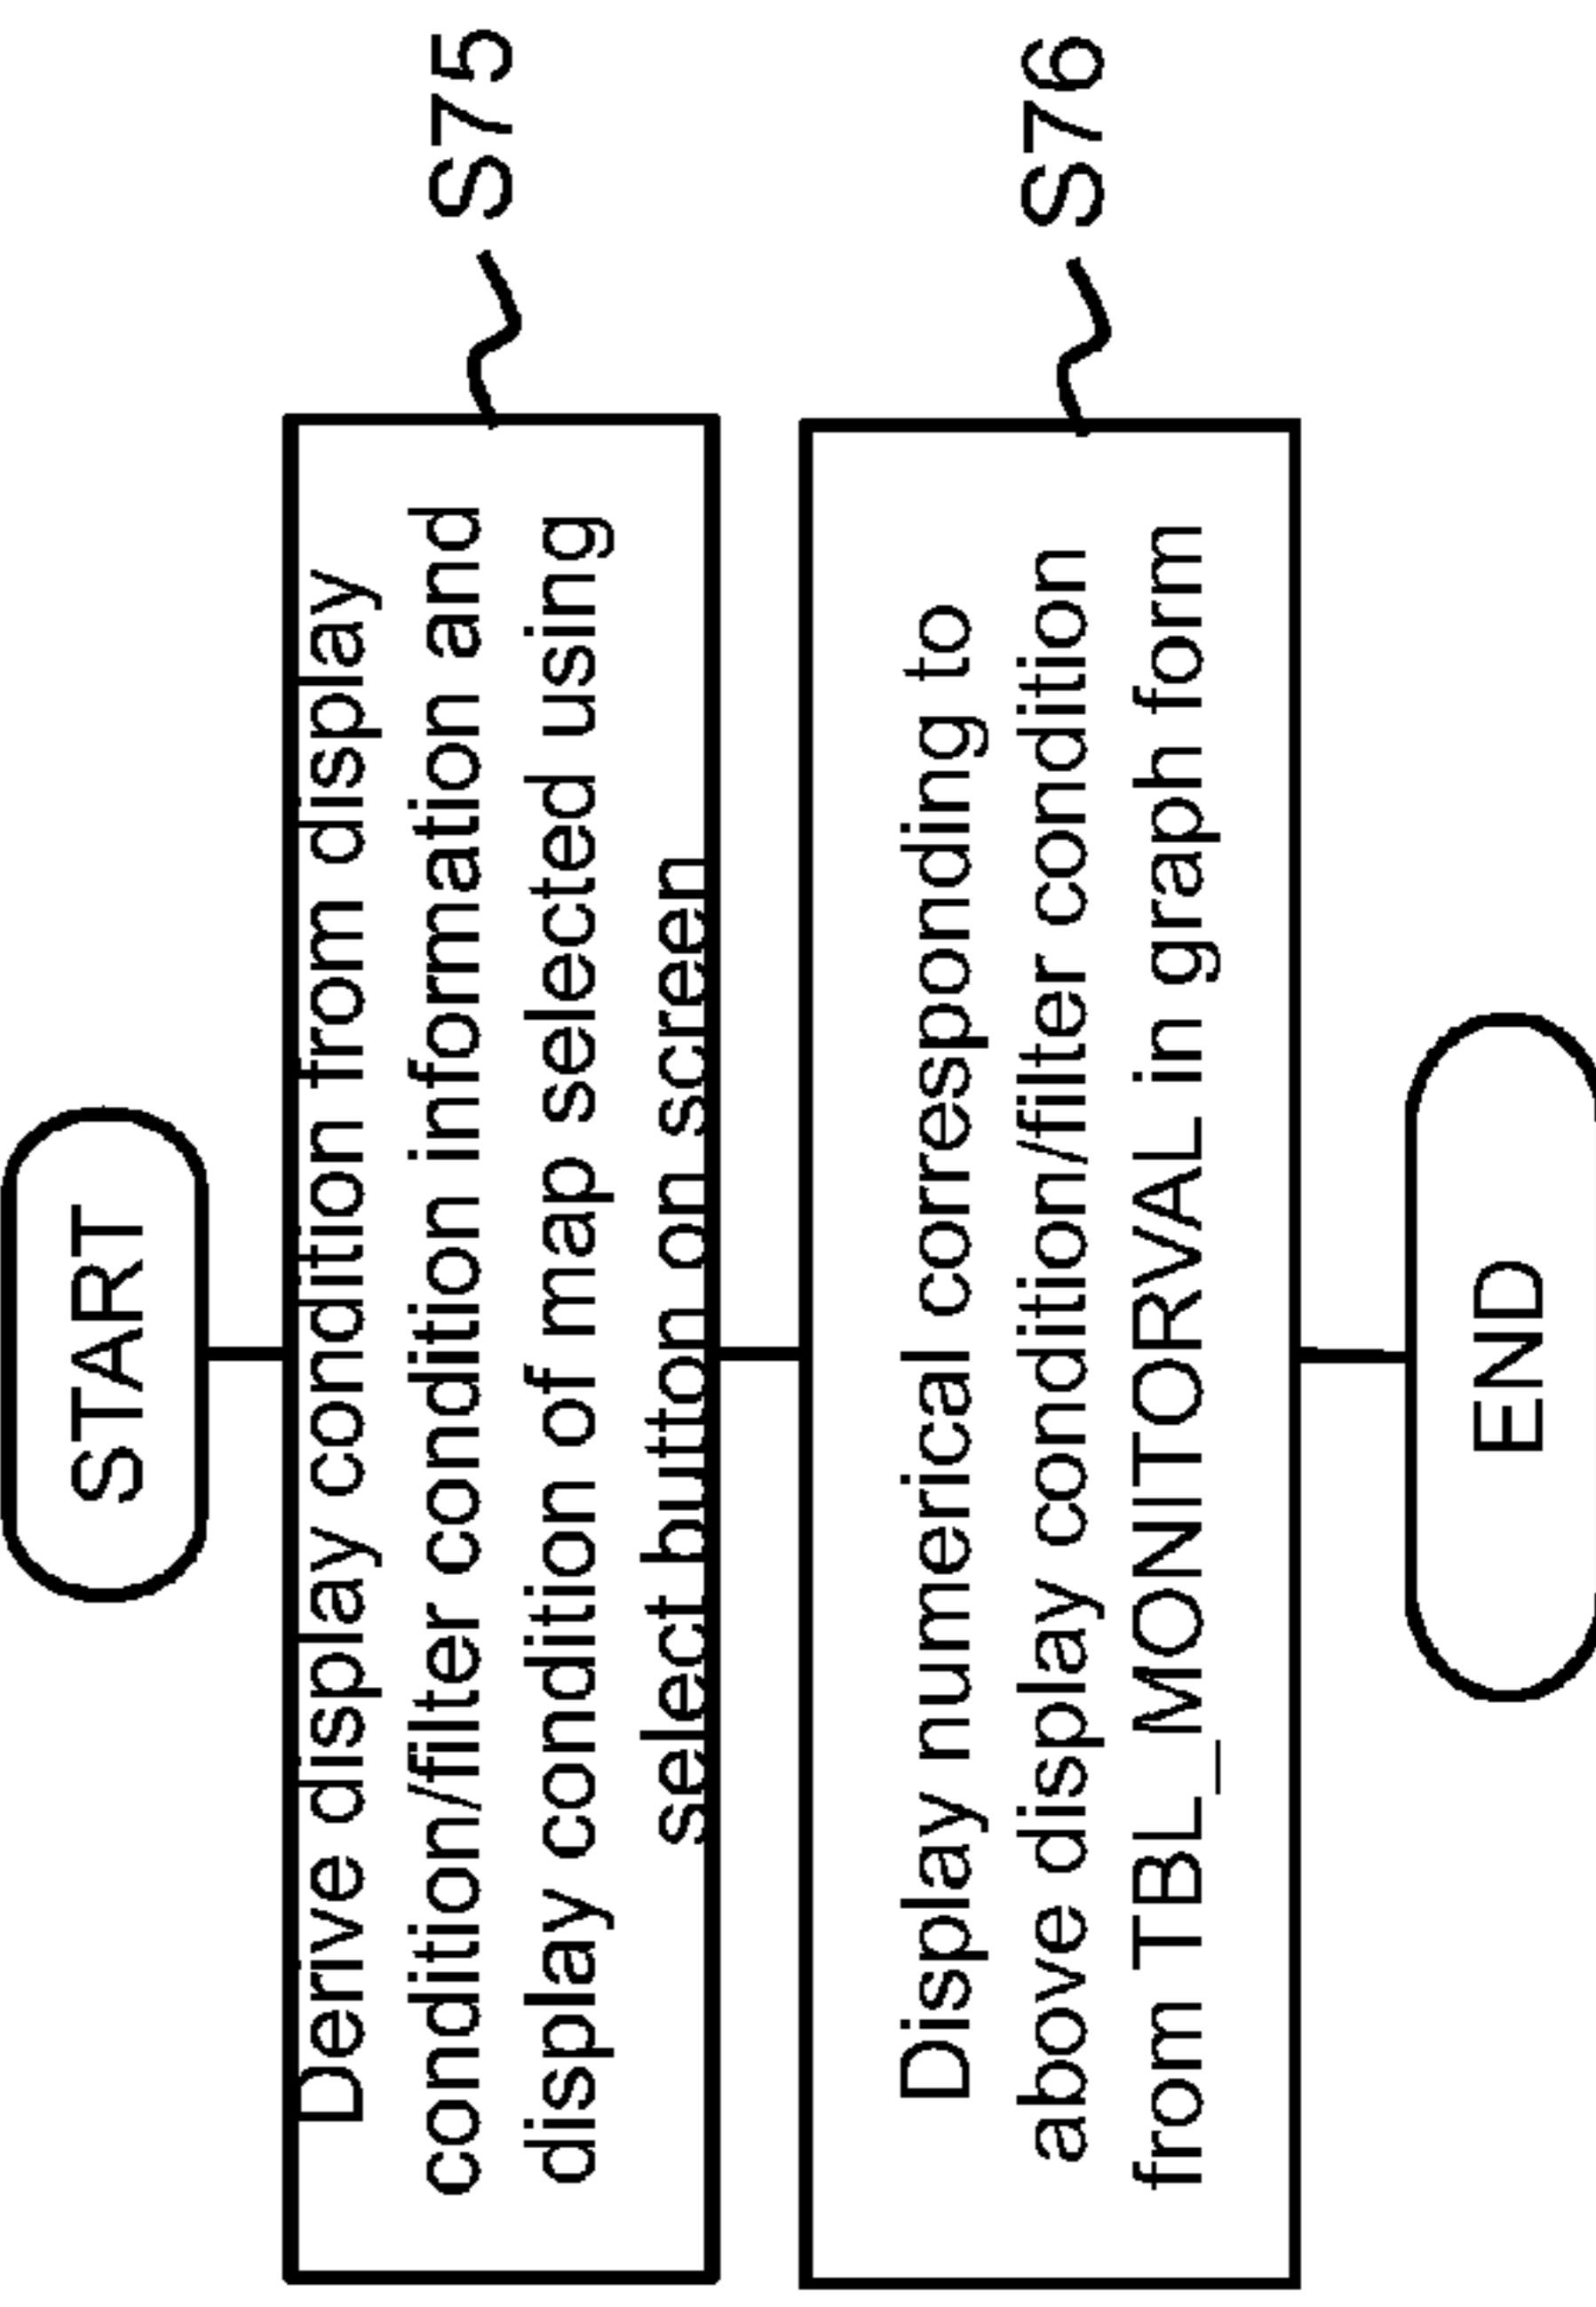 START
Derive display condition from display
condition/filter condition information and
display condition of map selected using
select button on screen
S75
Display numerical corresponding to
above display condition/filter condition
from TBL_MONITORVAL in graph form
S76
END